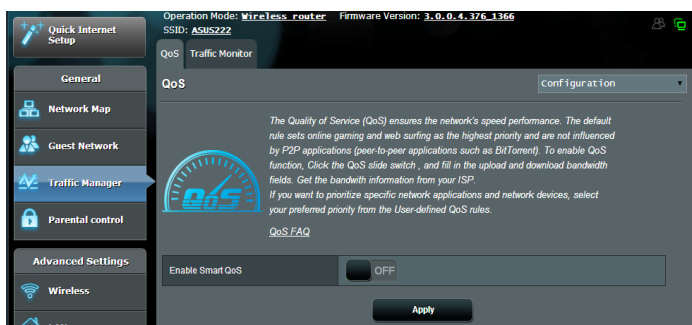 Operation Mode: Wireless router Firmware Version: 3.0.0.4.376_1366
SSID: ASUS222
Quick Internet
Setup
QoS Traffic Monitor
General
Network Map
Guest Network
Traffic Manager
Parental control
Advanced Settings
Wireless
QoS
Configuration
The Quality of Service (QoS) ensures the network's speed performance. The default
rule sets online gaming and web surfing as the highest priority and are not influenced
by P2P applications (peer-to-peer applications such as BitTorrent). To enable QoS
function, Click the QoS slide switch , and fill in the upload and download bandwidth
fields. Get the bandwith information from your ISP.
If you want to prioritize specific network applications and network devices, select
your preferred priority from the User-defined QoS rules.
QoS
QoS FAQ
Enable Smart QoS
OFF
Apply